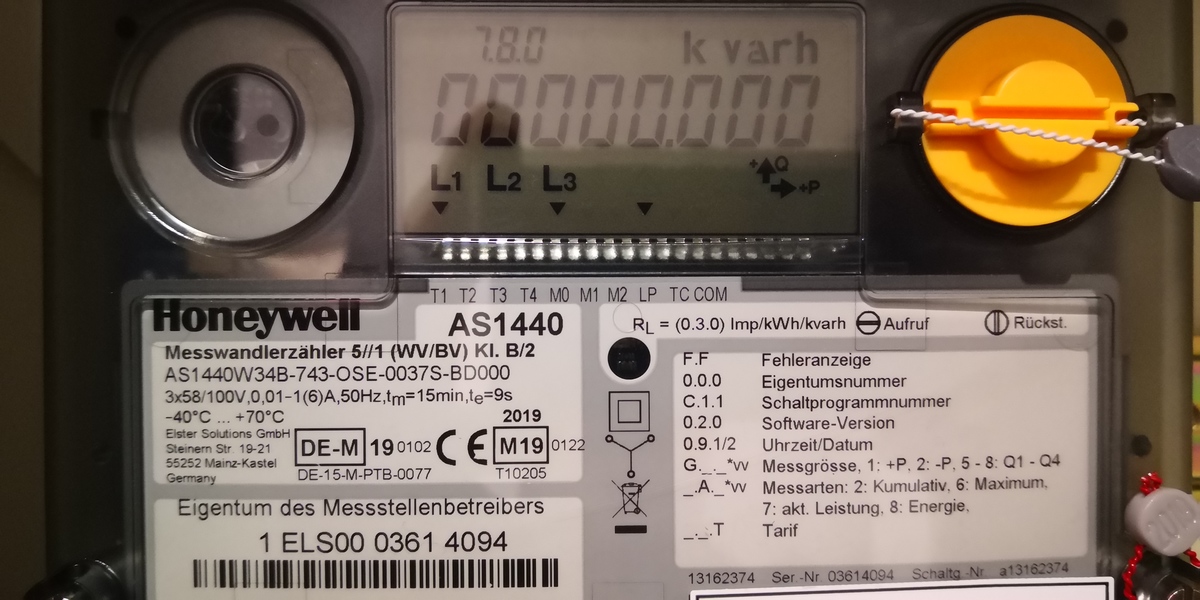 7.8.0 k varh
00000.000
L1 L2 L3 +Q +P
T1 T2 T3 T4 M0 M1 M2 LP TC COM
Honeywell AS1440
Messwandlerzähler 5//1 (WV/BV) Kl. B/2
AS1440W34B-743-OSE-0037S-BD000
3x58/100V,0,01-1(6)A,50Hz,tm=15min,te=9s
-40°C ... +70°C
2019
Elster Solutions GmbH
Steinern Str. 19-21
55252 Mainz-Kastel
Germany
DE-M 19 0102 CE M19 0122
DE-15-M-PTB-0077 T10205
Eigentum des Messstellenbetreibers
1 ELS00 0361 4094
RL = (0.3.0) Imp/kWh/kvarh Aufruf Rückst.
F.F Fehleranzeige
0.0.0 Eigentumsnummer
C.1.1 Schaltprogrammnummer
0.2.0 Software-Version
0.9.1/2 Uhrzeit/Datum
G._._*vv Messgrösse, 1: +P, 2: -P, 5 - 8: Q1 - Q4
_.A._*vv Messarten: 2: Kumulativ, 6: Maximum,
7: akt. Leistung, 8: Energie,
_._.T Tarif
13162374 Ser.-Nr. 03614094 Schaltg.-Nr. a13162374